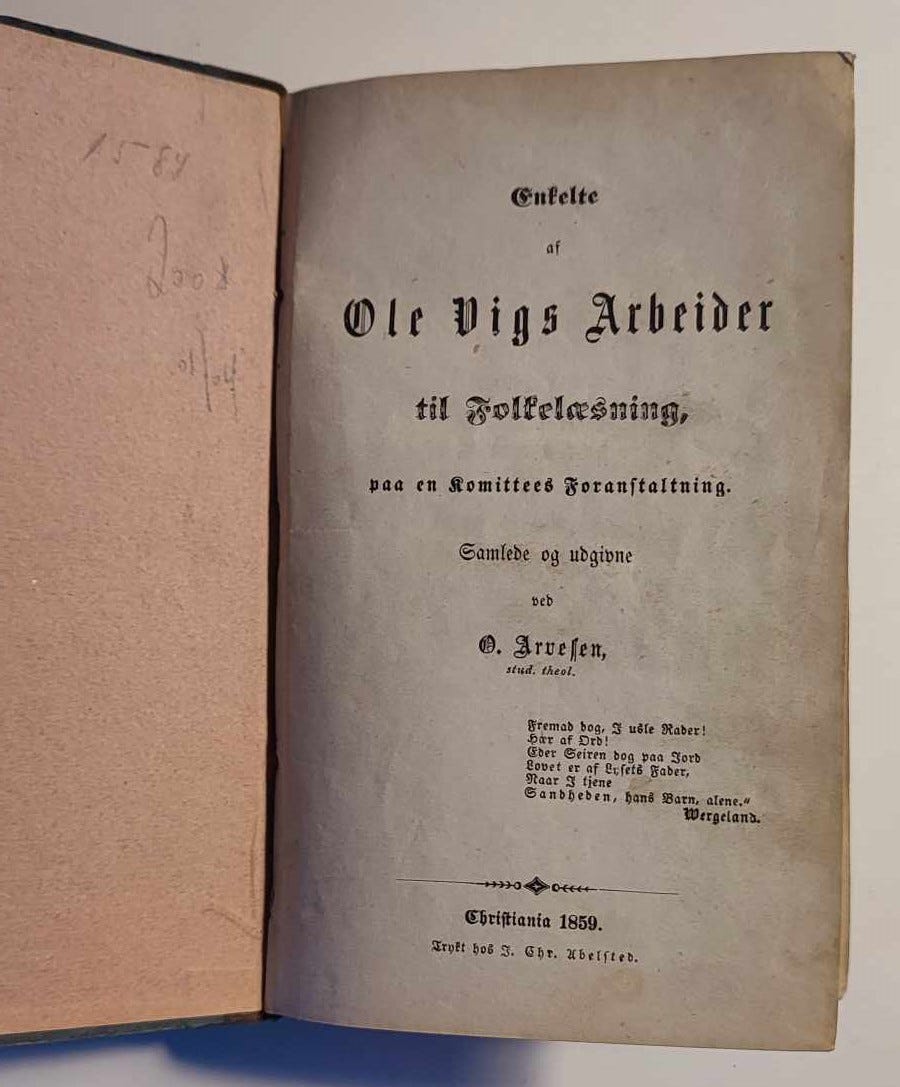 1584
Enkelte
af
Ole Vigs Arbeider
til Folkelæsning,
paa en Komittees Foranstaltning.
Samlede og udgivne
ved
O. Arvesen,
stud. theol.
Fremad dog, I usle Rader!
Hær af Ord!
Eder Seiren dog paa Jord
Lovet er af Lysets Fader,
Naar I tjene
Sandheden, hans Barn, alene."
Wergeland.
Christiania 1859.
Trykt hos J. Chr. Abelsted.